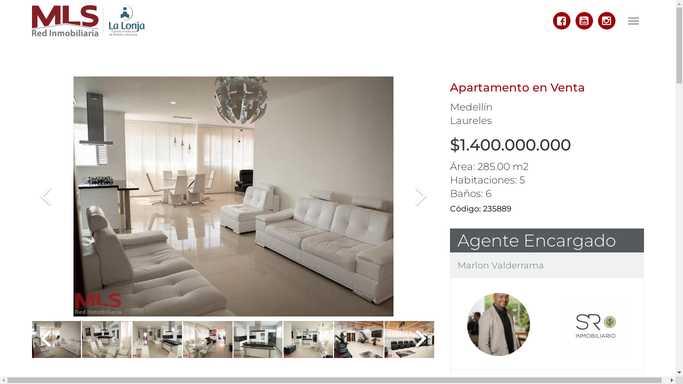 MLS
Red Inmobiliaria
La Lonja
Apartamento en Venta
Medellín
Laureles
$1.400.000.000
Área: 285.00 m2
Habitaciones: 5
Baños: 6
Código: 235889
Agente Encargado
Marlon Valderrama
MLS
Red Inmobiliaria
SR
INMOBILIARIO